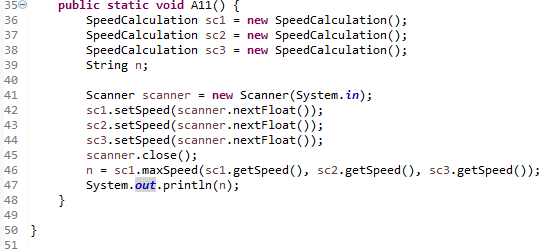 35 public static void A11() {
36 SpeedCalculation sc1 = new SpeedCalculation();
37 SpeedCalculation sc2 = new SpeedCalculation();
38 SpeedCalculation sc3 = new SpeedCalculation();
39 String n;
40
41 Scanner scanner = new Scanner(System.in);
42 sc1.setSpeed(scanner.nextFloat());
43 sc2.setSpeed(scanner.nextFloat());
44 sc3.setSpeed(scanner.nextFloat());
45 scanner.close();
46 n = sc1.maxSpeed(sc1.getSpeed(), sc2.getSpeed(), sc3.getSpeed());
47 System.out.println(n);
48 }
49
50 }
51